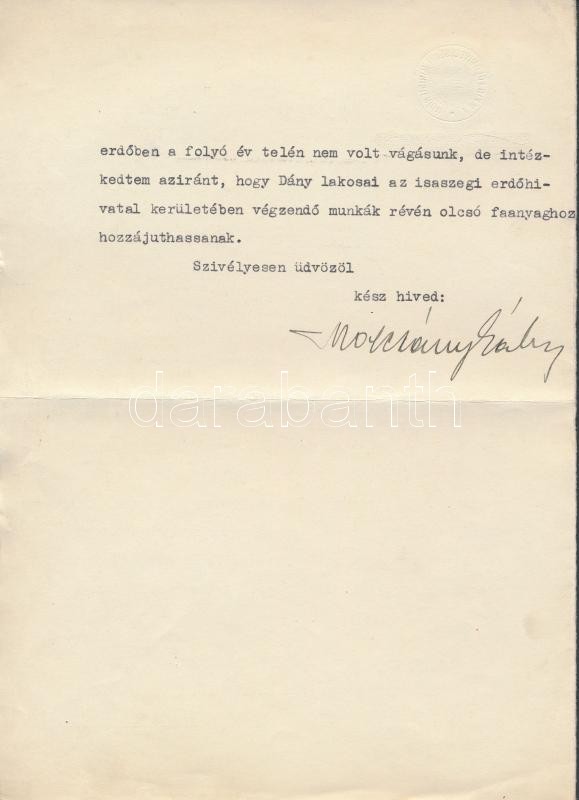 erdőben a folyó év telén nem volt vágásunk, de intéz-
kedtem aziránt, hogy Dány lakosai az isaszegi erdőhi-
vatal kerületében végzendő munkák révén olcsó faanyaghoz
hozzájuthassanak.
Szivélyesen üdvözöl
kész hived:
darabanth